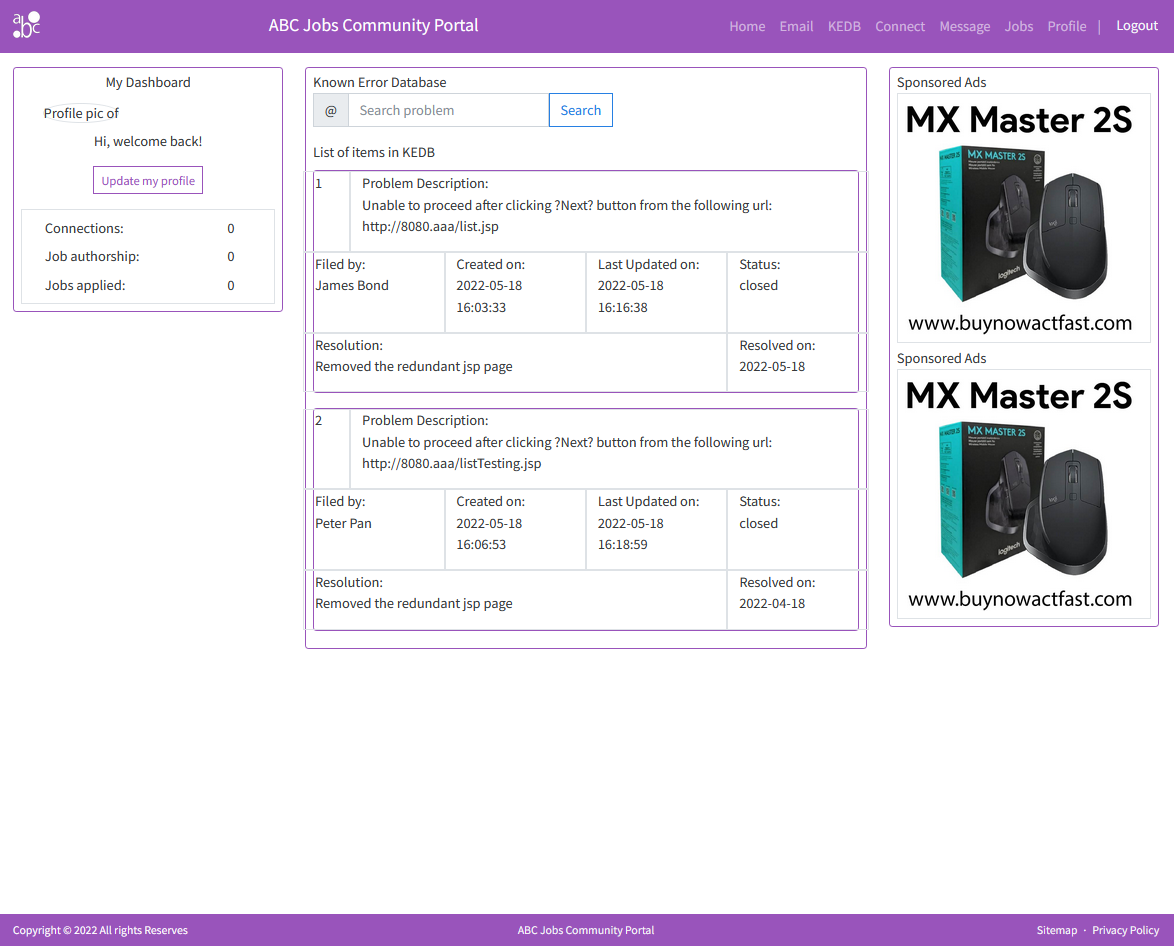 abc
ABC Jobs Community Portal
Home Email KEDB Connect Message Jobs Profile | Logout
My Dashboard
Profile pic of
Hi, welcome back!
Update my profile
Connections: 0
Job authorship: 0
Jobs applied: 0
Known Error Database
@ Search problem Search
List of items in KEDB
1 Problem Description:
Unable to proceed after clicking ?Next? button from the following url:
http://8080.aaa/list.jsp
Filed by: Created on: Last Updated on: Status:
James Bond 2022-05-18 2022-05-18 closed
16:03:33 16:16:38
Resolution: Resolved on:
Removed the redundant jsp page 2022-05-18
2 Problem Description:
Unable to proceed after clicking ?Next? button from the following url:
http://8080.aaa/listTesting.jsp
Filed by: Created on: Last Updated on: Status:
Peter Pan 2022-05-18 2022-05-18 closed
16:06:53 16:18:59
Resolution: Resolved on:
Removed the redundant jsp page 2022-04-18
Sponsored Ads
MX Master 2S
MX MASTER 2S
logitech
www.buynowactfast.com
Sponsored Ads
MX Master 2S
MX MASTER 2S
logitech
www.buynowactfast.com
Copyright © 2022 All rights Reserves
ABC Jobs Community Portal
Sitemap · Privacy Policy